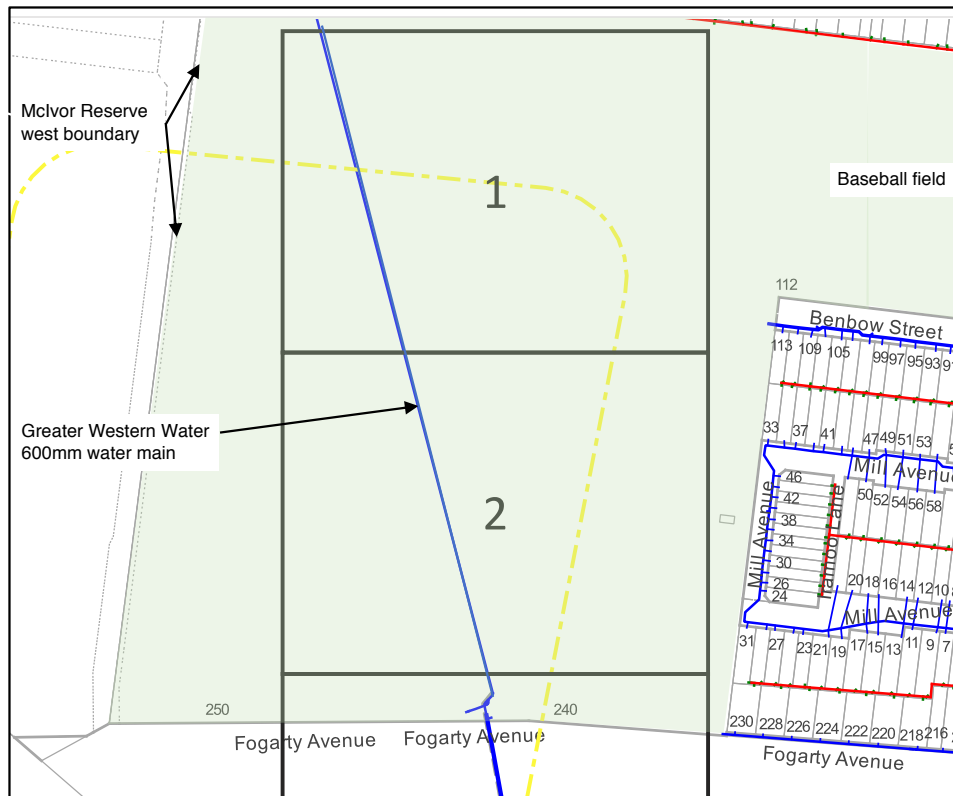 McIvor Reserve
west boundary
1
Baseball field
112
Benbow Street
113 109 105 99 97 95 93
Greater Western Water
600mm water main
33 37 41 47 49 51 53
Mill Avenue
46
42
38
34
30
26
24
Mill Avenue
50 52 54 56 58
2
20 18 16 14 12 10
Mill Avenue
31 27 23 21 19 17 15 13 11 9 7
250
240
Fogarty Avenue
Fogarty Avenue
230 228 226 224 222 220 218 216
Fogarty Avenue